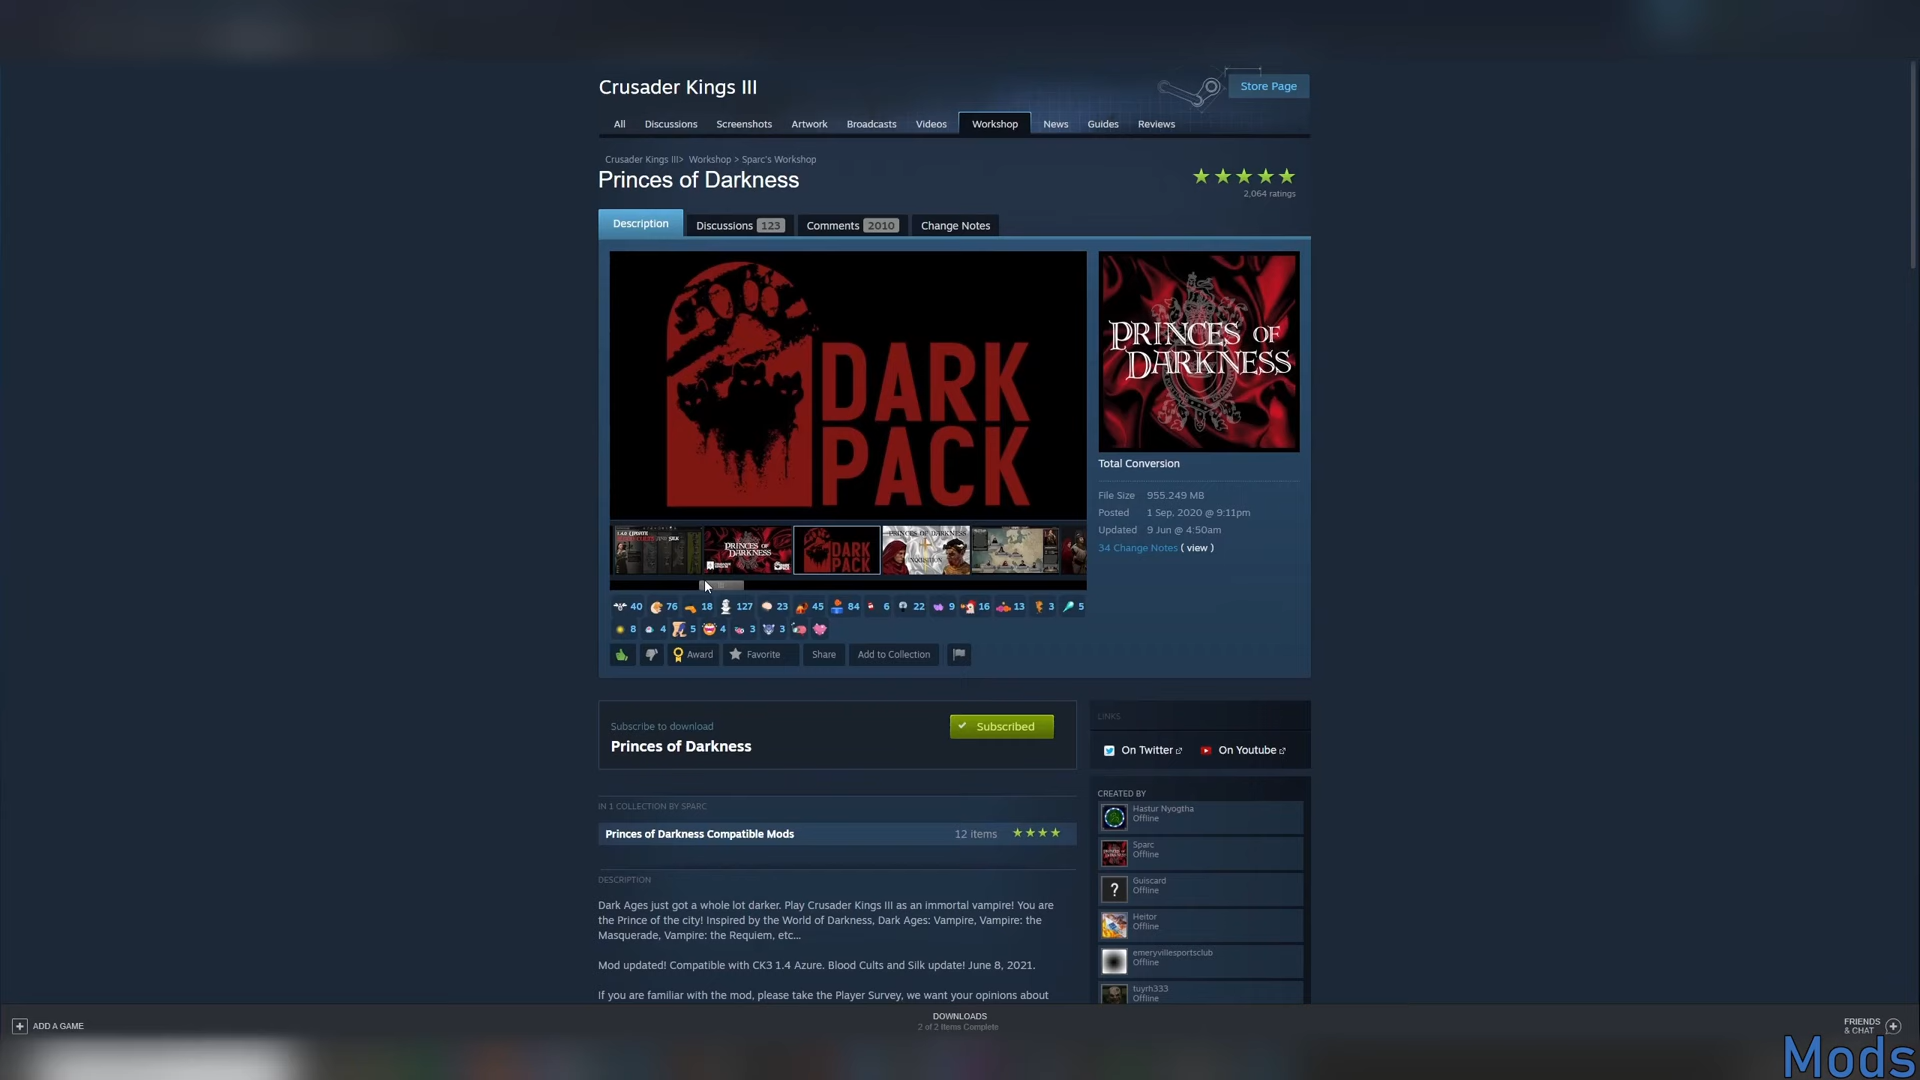 Crusader Kings III
Store Page
All Discussions Screenshots Artwork Broadcasts Videos Workshop News Guides Reviews
Crusader Kings III> Workshop > Sparc's Workshop
Princes of Darkness
2,064 ratings
Description Discussions 123 Comments 2010 Change Notes
DARK
PACK
PRINCES OF
DARKNESS
Total Conversion
File Size 955.249 MB
Posted 1 Sep, 2020 @ 9:11pm
Updated 9 Jun @ 4:50am
34 Change Notes ( view )
PRINCES OF
DARKNESS
DARK
PACK
PRINCES OF DARKNESS
40 76 18 127 23 45 84 6 22 9 16 13 3 5
8 4 5 4 3 3
Award Favorite Share Add to Collection
Subscribe to download
Princes of Darkness
Subscribed
LINKS
On Twitter On Youtube
IN 1 COLLECTION BY SPARC
Princes of Darkness Compatible Mods 12 items
DESCRIPTION
Dark Ages just got a whole lot darker. Play Crusader Kings III as an immortal vampire! You are
the Prince of the city! Inspired by the World of Darkness, Dark Ages: Vampire, Vampire: the
Masquerade, Vampire: the Requiem, etc...
Mod updated! Compatible with CK3 1.4 Azure. Blood Cults and Silk update! June 8, 2021.
If you are familiar with the mod, please take the Player Survey, we want your opinions about
CREATED BY
Hastur Nyogtha
Offline
Sparc
Offline
Guiscard
Offline
Heitor
Offline
emeryvillesportsclub
Offline
tuyrh333
Offline
ADD A GAME
DOWNLOADS
2 of 2 Items Complete
FRIENDS
& CHAT
Mods